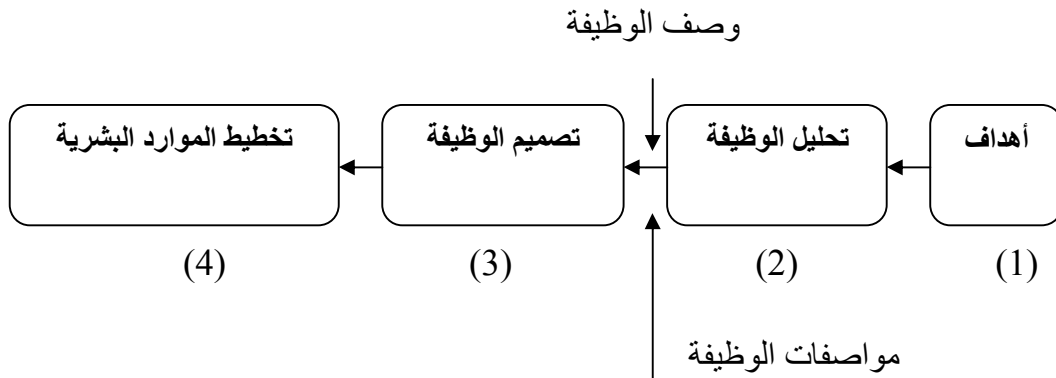 وصف الوظيفة
أهداف
تحليل الوظيفة
تصميم الوظيفة
تخطيط الموارد البشرية
(1)
(2)
(3)
(4)
مواصفات الوظيفة